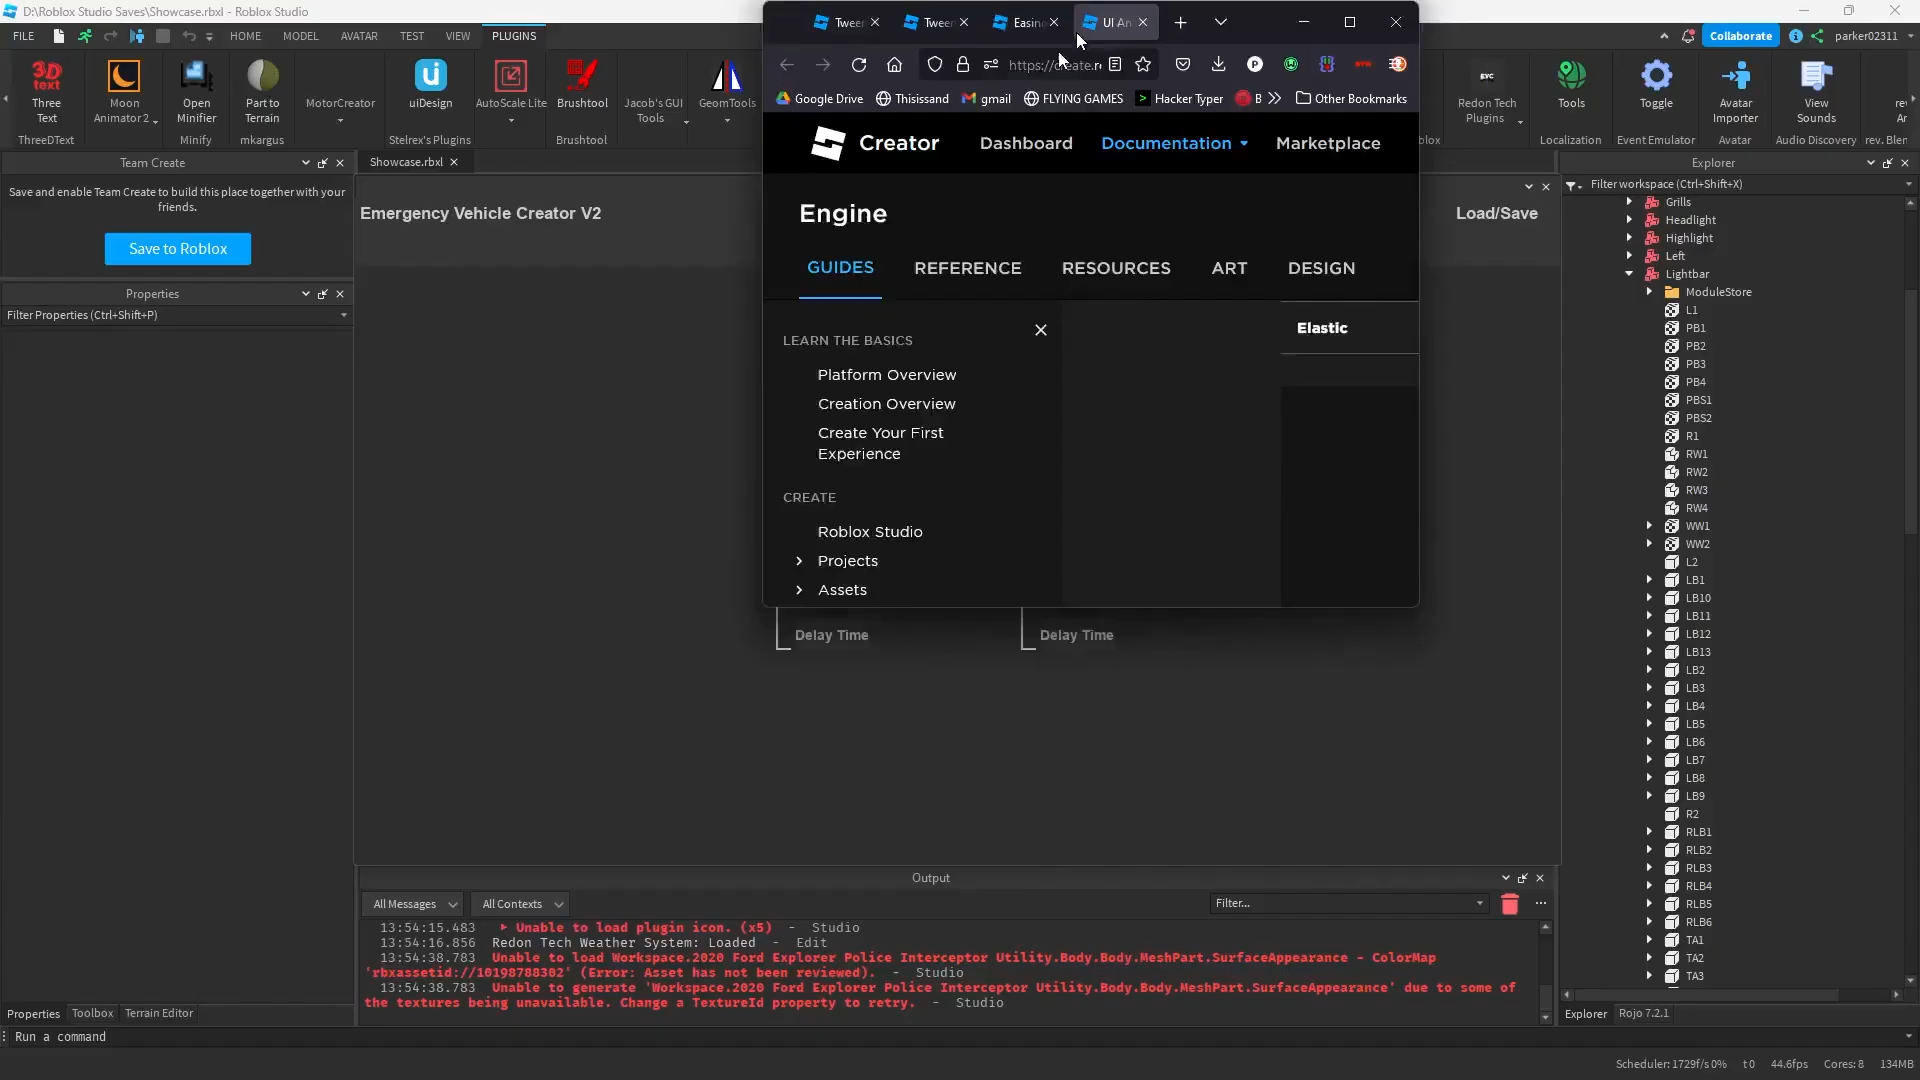 D:\Roblox Studio Saves\Showcase.rbxl - Roblox Studio
FILE
HOME
MODEL
AVATAR
TEST
VIEW
PLUGINS
Collaborate
parker02311
Three
Text
ThreeDText
Moon
Animator 2
Open
Minifier
Minify
Part to
Terrain
mkargus
MotorCreator
uiDesign
Stelrex's Plugins
AutoScale Lite
Brushtool
Brushtool
Jacob's GUI
Tools
GeomTools
Redon Tech
Plugins
blox
Tools
Localization
Toggle
Event Emulator
Avatar
Importer
Avatar
View
Sounds
Audio Discovery
rev. Blen
Team Create
Save and enable Team Create to build this place together with your
friends.
Save to Roblox
Properties
Filter Properties (Ctrl+Shift+P)
Showcase.rbxl
Emergency Vehicle Creator V2
Load/Save
Delay Time
Delay Time
Twee
Twee
Easin
UI An
https://create.r
Google Drive
Thisissand
gmail
FLYING GAMES
Hacker Typer
B
Other Bookmarks
Creator
Dashboard
Documentation
Marketplace
Engine
GUIDES
REFERENCE
RESOURCES
ART
DESIGN
LEARN THE BASICS
Platform Overview
Creation Overview
Create Your First
Experience
CREATE
Roblox Studio
Projects
Assets
Elastic
Explorer
Filter workspace (Ctrl+Shift+X)
Grills
Headlight
Highlight
Left
Lightbar
ModuleStore
L1
PB1
PB2
PB3
PB4
PBS1
PBS2
R1
RW1
RW2
RW3
RW4
WW1
WW2
L2
LB1
LB10
LB11
LB12
LB13
LB2
LB3
LB4
LB5
LB6
LB7
LB8
LB9
R2
RLB1
RLB2
RLB3
RLB4
RLB5
RLB6
TA1
TA2
TA3
Explorer
Rojo 7.2.1
Output
All Messages
All Contexts
Filter...
13:54:15.483 Unable to load plugin icon. (x5) - Studio
13:54:16.856 Redon Tech Weather System: Loaded - Edit
13:54:38.783 Unable to load Workspace.2020 Ford Explorer Police Interceptor Utility.Body.Body.MeshPart.SurfaceAppearance - ColorMap
'rbxassetid://10198788302' (Error: Asset has not been reviewed). - Studio
13:54:38.783 Unable to generate 'Workspace.2020 Ford Explorer Police Interceptor Utility.Body.Body.MeshPart.SurfaceAppearance' due to some of
the textures being unavailable. Change a TextureId property to retry. - Studio
Properties
Toolbox
Terrain Editor
Run a command
Scheduler: 1729f/s 0%
t0
44.6fps
Cores: 8
134MB